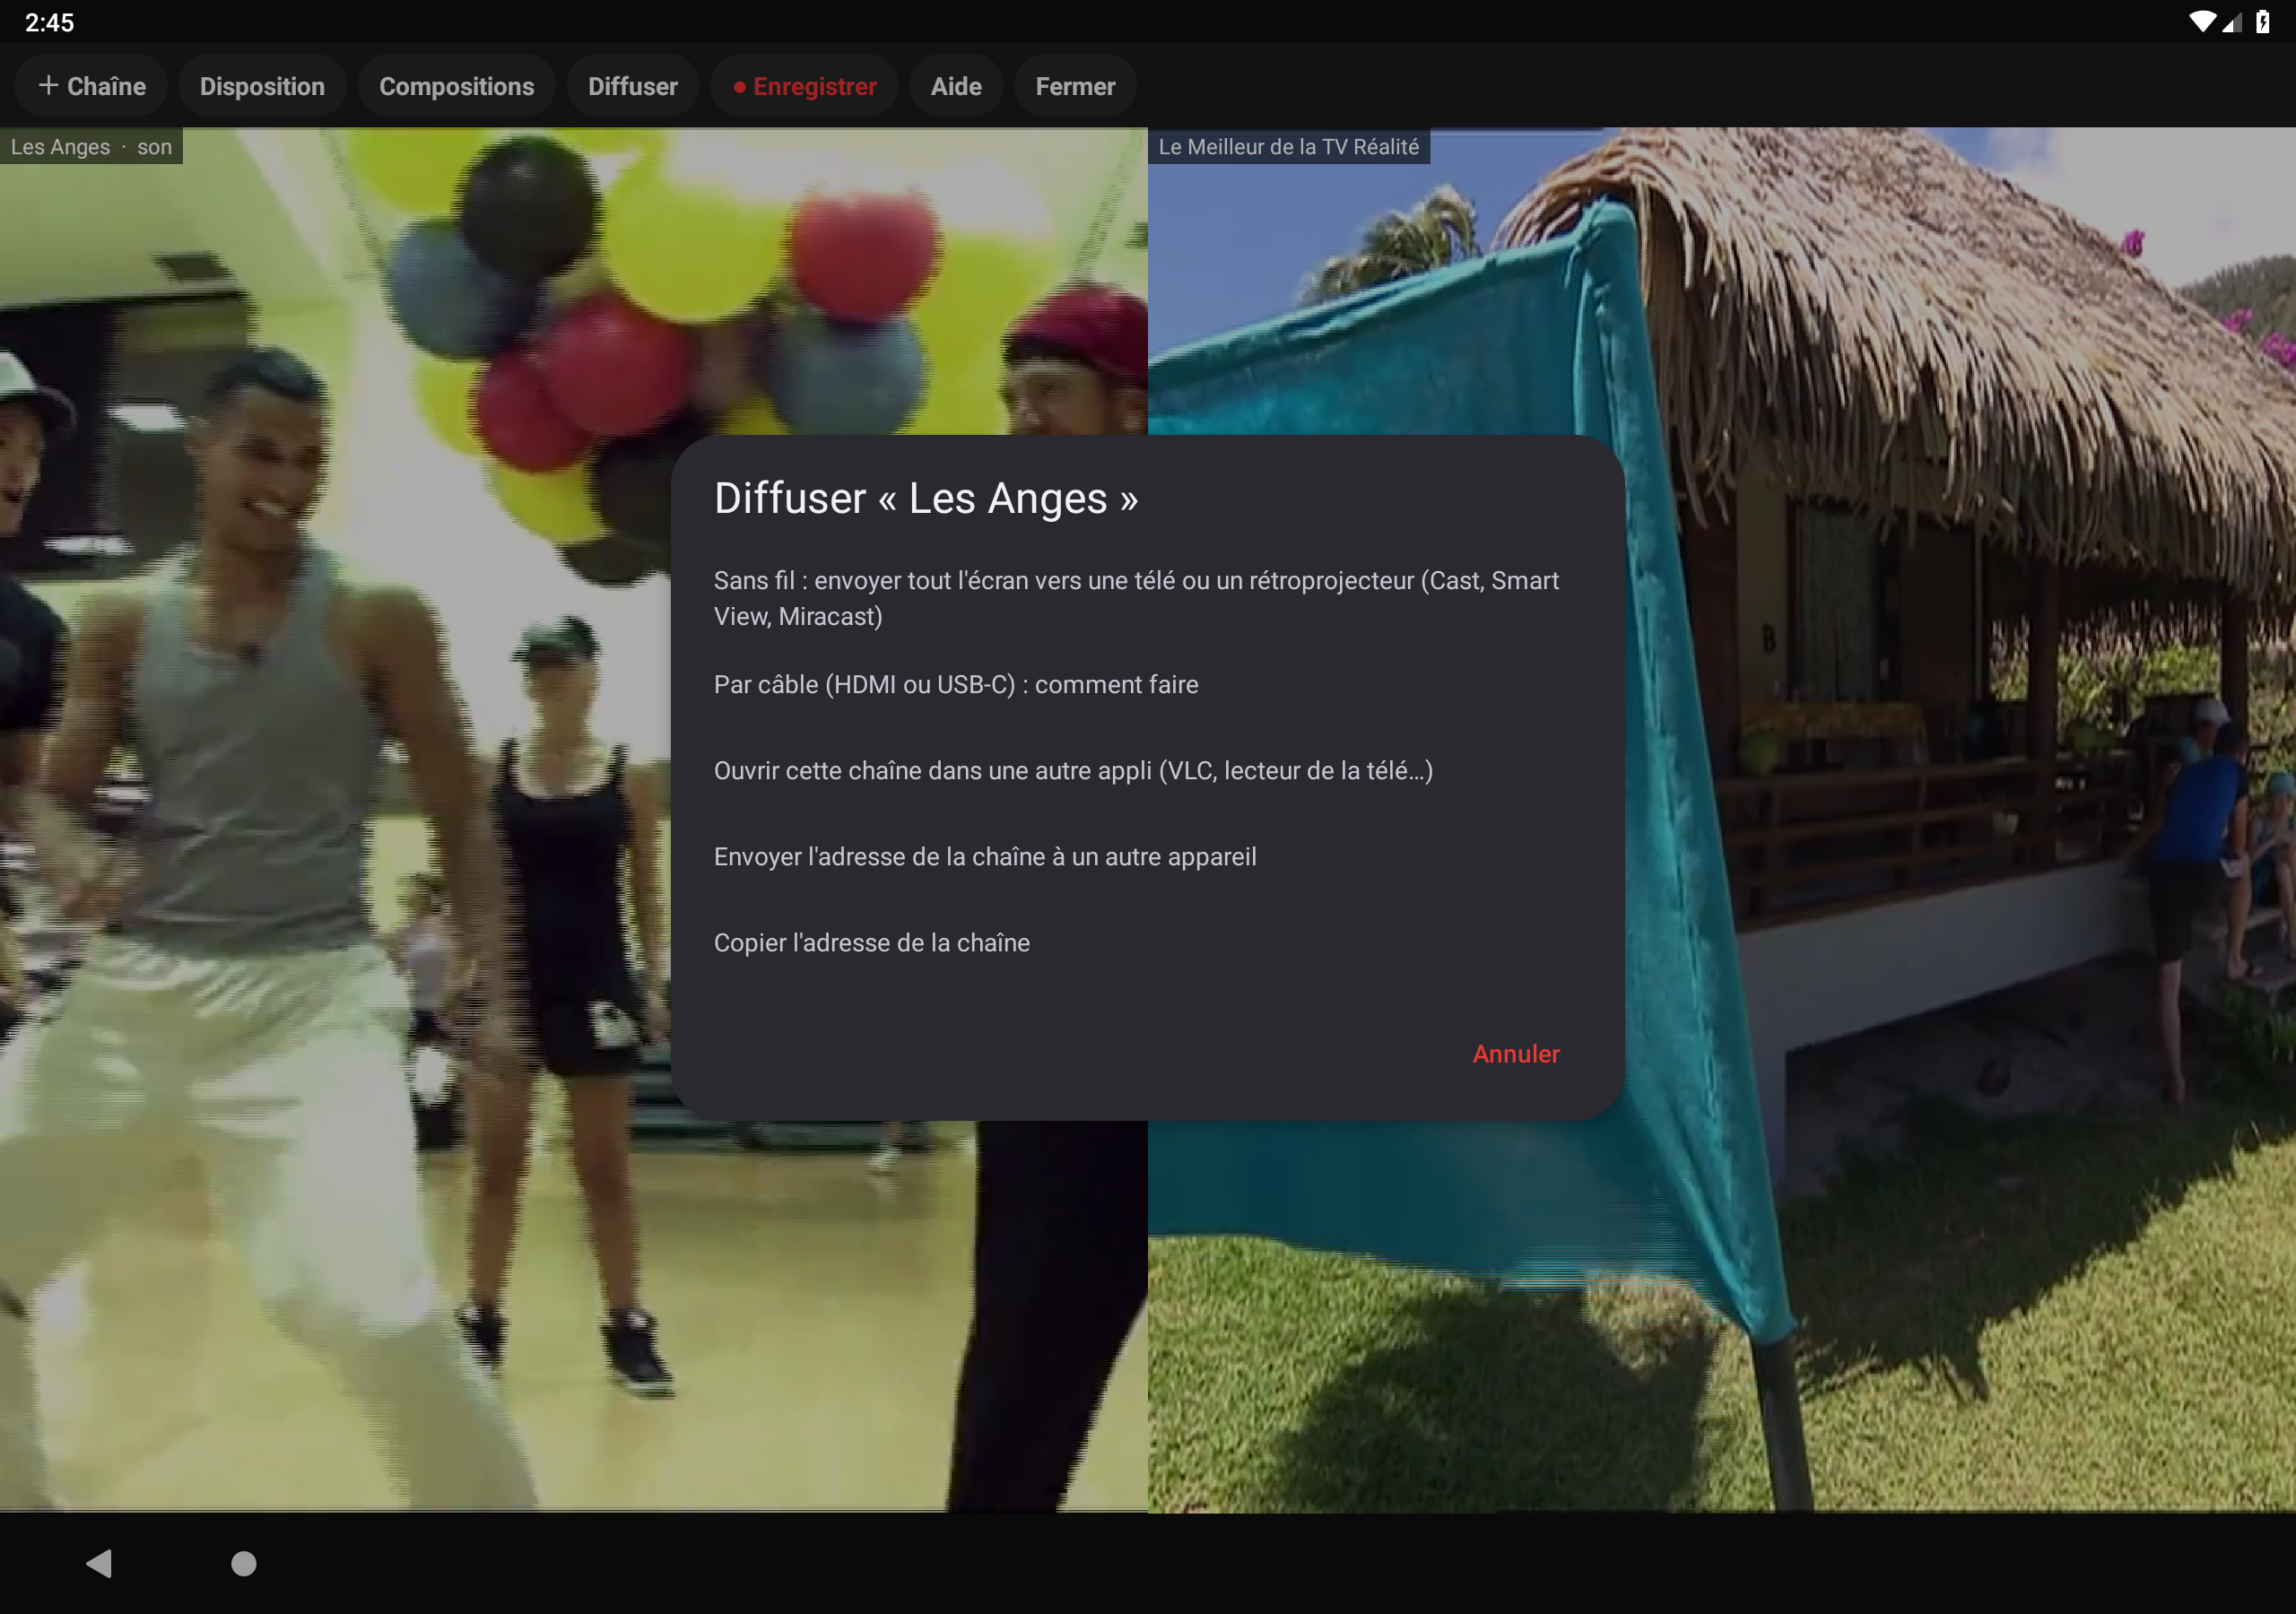 2:45
+ Chaîne
Disposition
Compositions
Diffuser
● Enregistrer
Aide
Fermer
Les Anges · son
Le Meilleur de la TV Réalité
Diffuser « Les Anges »
Sans fil : envoyer tout l'écran vers une télé ou un rétroprojecteur (Cast, Smart
View, Miracast)
Par câble (HDMI ou USB-C) : comment faire
Ouvrir cette chaîne dans une autre appli (VLC, lecteur de la télé…)
Envoyer l'adresse de la chaîne à un autre appareil
Copier l'adresse de la chaîne
Annuler